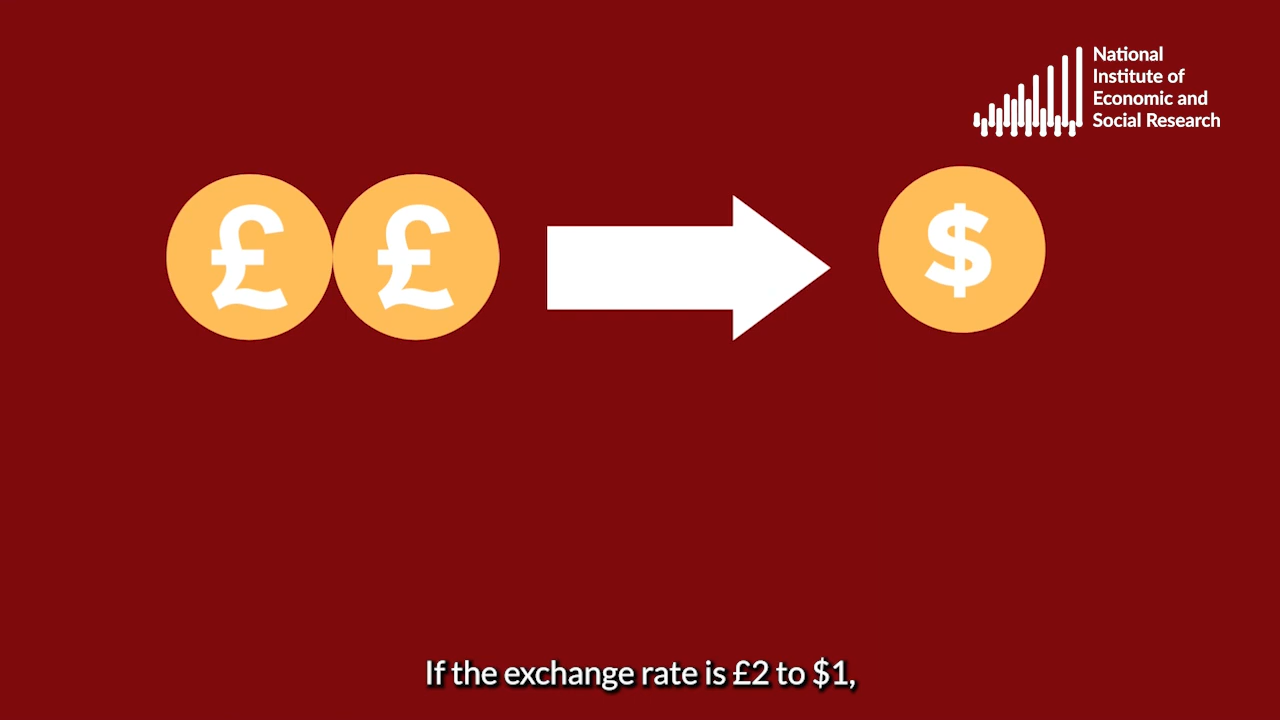 National
Institute of
Economic and
Social Research
£ £ $
If the exchange rate is £2 to $1,